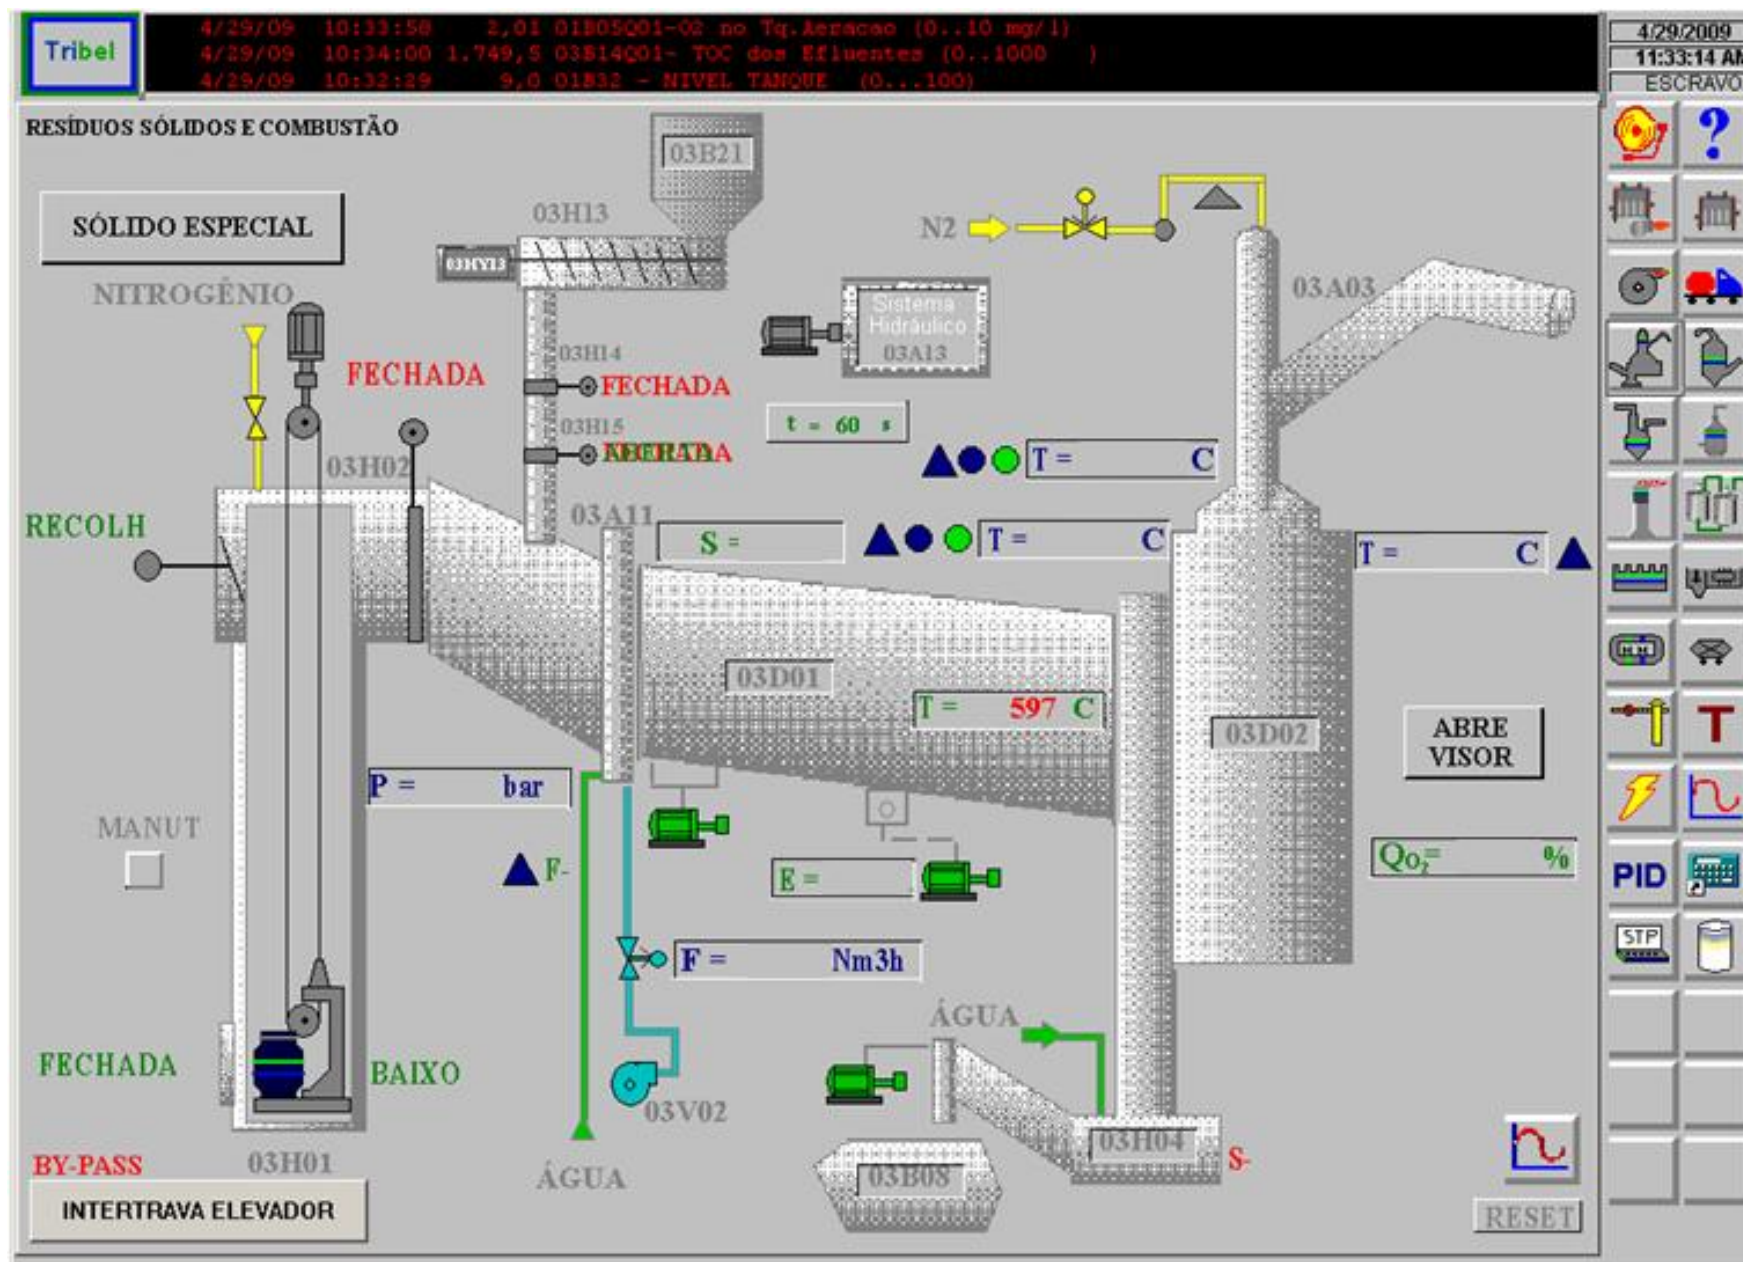 Tribel
4/29/09 10:33:58 2,01 01B05Q01-O2 no Tq.Aeracao (0..10 mg/l)
4/29/09 10:34:00 1.749,5 03B14Q01- TOC dos Efluentes (0..1000 )
4/29/09 10:32:29 9,0 01B32 - NIVEL TANQUE (0...100)
4/29/2009
11:33:14 AM
ESCRAVO
RESÍDUOS SÓLIDOS E COMBUSTÃO
03B21
SÓLIDO ESPECIAL
03H13
N2
03HY13
NITROGÊNIO
03A03
Sistema
Hidráulico
03A13
03H14
FECHADA
FECHADA
t = 60 s
03H15
T = C
03H02
RECOLH
03A11
S =
T = C
T = C
03D01
T = 597 C
03D02
ABRE
VISOR
P = bar
MANUT
F-
E =
QO2= %
PID
STP
F = Nm3h
ÁGUA
FECHADA
BAIXO
03V02
03H04
S-
BY-PASS
03H01
ÁGUA
03B08
INTERTRAVA ELEVADOR
RESET